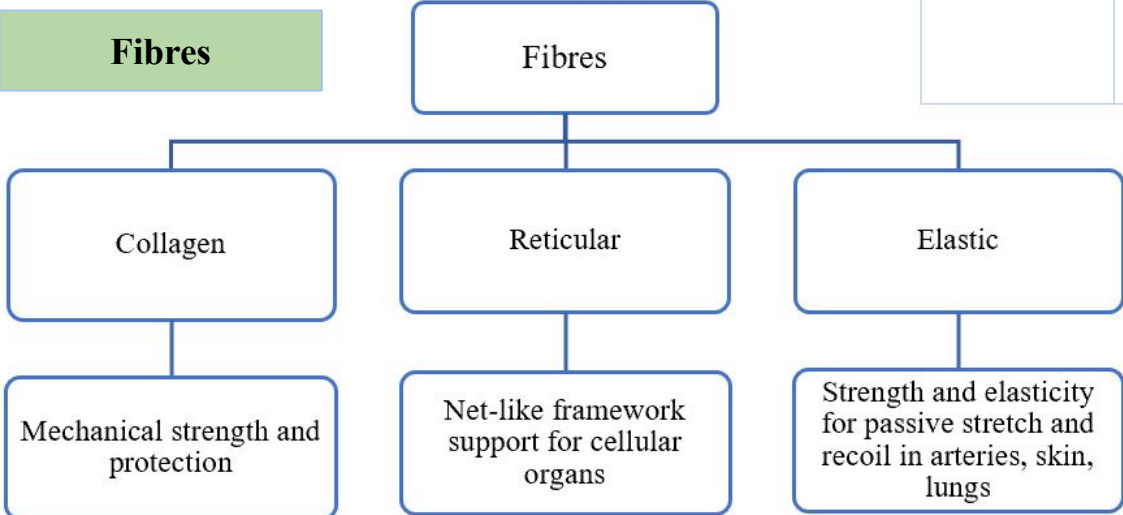 Fibres
Fibres
Collagen
Reticular
Elastic
Mechanical strength and
protection
Net-like framework
support for cellular
organs
Strength and elasticity
for passive stretch and
recoil in arteries, skin,
lungs